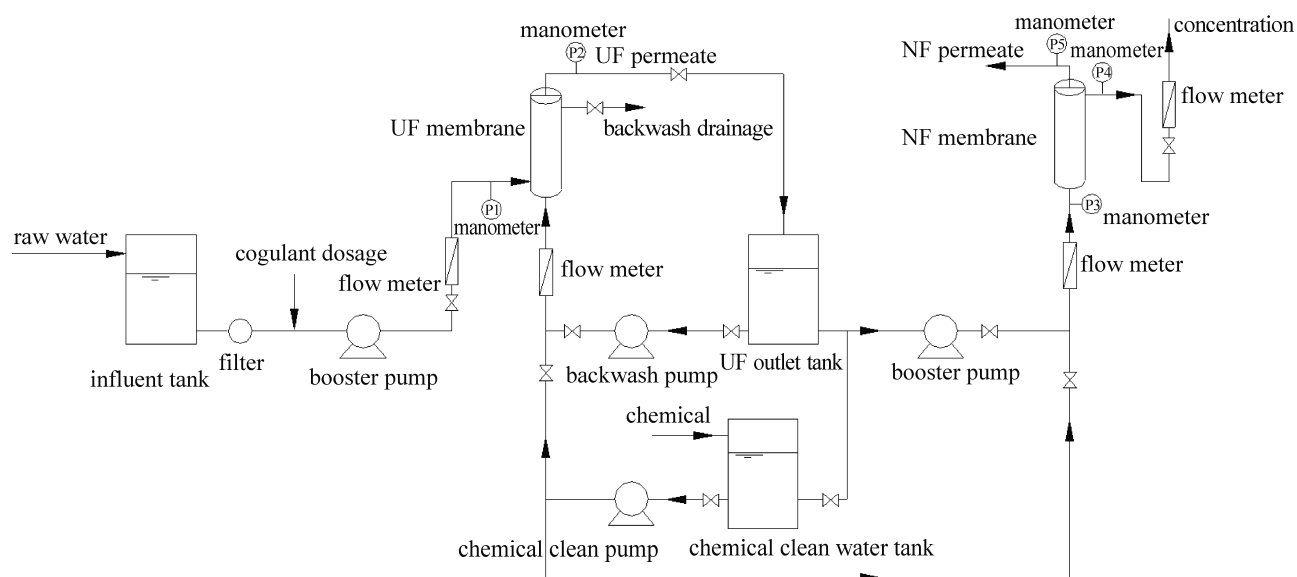 manometer
concentration
manometer
P2
UF permeate
NF permeate
P5
manometer
P4
flow meter
UF membrane
backwash drainage
NF membrane
P1
manometer
P3
manometer
raw water
cogulant dosage
flow meter
flow meter
flow meter
influent tank
filter
booster pump
backwash pump
UF outlet tank
booster pump
chemical
chemical clean pump
chemical clean water tank